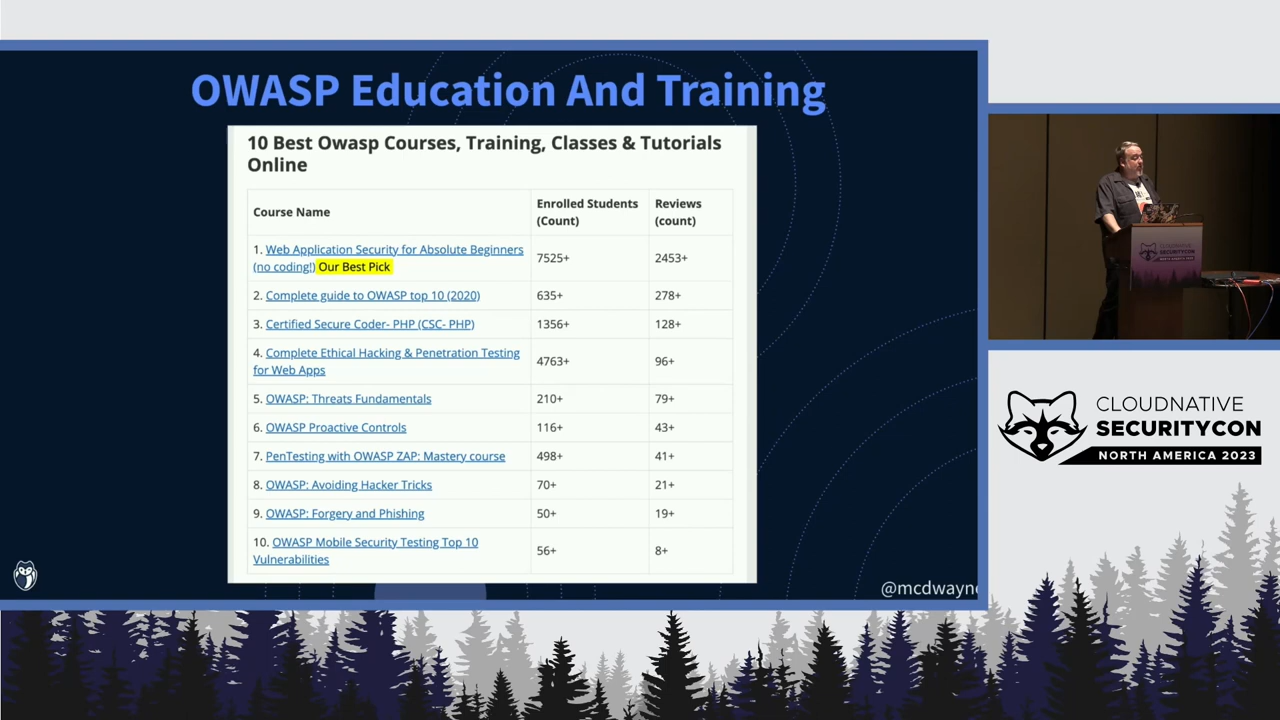 OWASP Education And Training
10 Best Owasp Courses, Training, Classes & Tutorials
Online
Course Name
Enrolled Students
(Count)
Reviews
(count)
1. Web Application Security for Absolute Beginners
(no coding!) Our Best Pick
7525+
2453+
2. Complete guide to OWASP top 10 (2020)
635+
278+
3. Certified Secure Coder- PHP (CSC- PHP)
1356+
128+
4. Complete Ethical Hacking & Penetration Testing
for Web Apps
4763+
96+
5. OWASP: Threats Fundamentals
210+
79+
6. OWASP Proactive Controls
116+
43+
7. PenTesting with OWASP ZAP: Mastery course
498+
41+
8. OWASP: Avoiding Hacker Tricks
70+
21+
9. OWASP: Forgery and Phishing
50+
19+
10. OWASP Mobile Security Testing Top 10
Vulnerabilities
56+
8+
@mcdwayn
CLOUDNATIVE
SECURITYCON
NORTH AMERICA 2023
CLOUDNATIVE
SECURITYCON